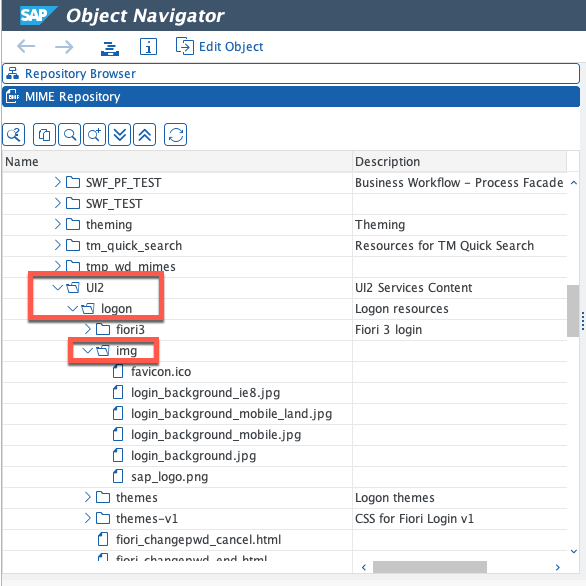 SAP Object Navigator
Edit Object
Repository Browser
MIME Repository
Name Description
SWF_PF_TEST Business Workflow - Process Facade
SWF_TEST
theming Theming
tm_quick_search Resources for TM Quick Search
tmp_wd_mimes
UI2 UI2 Services Content
logon Logon resources
fiori3 Fiori 3 login
img
favicon.ico
login_background_ie8.jpg
login_background_mobile_land.jpg
login_background_mobile.jpg
login_background.jpg
sap_logo.png
themes Logon themes
themes-v1 CSS for Fiori Login v1
fiori_changepwd_cancel.html
fiori_changepwd_end.html